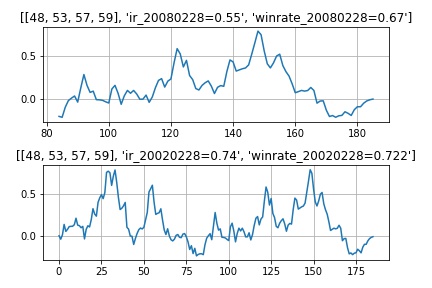 [[48, 53, 57, 59], 'ir_20080228=0.55', 'winrate_20080228=0.67']
0.5
0.0
80 100 120 140 160 180
[[48, 53, 57, 59], 'ir_20020228=0.74', 'winrate_20020228=0.722']
0.5
0.0
0 25 50 75 100 125 150 175